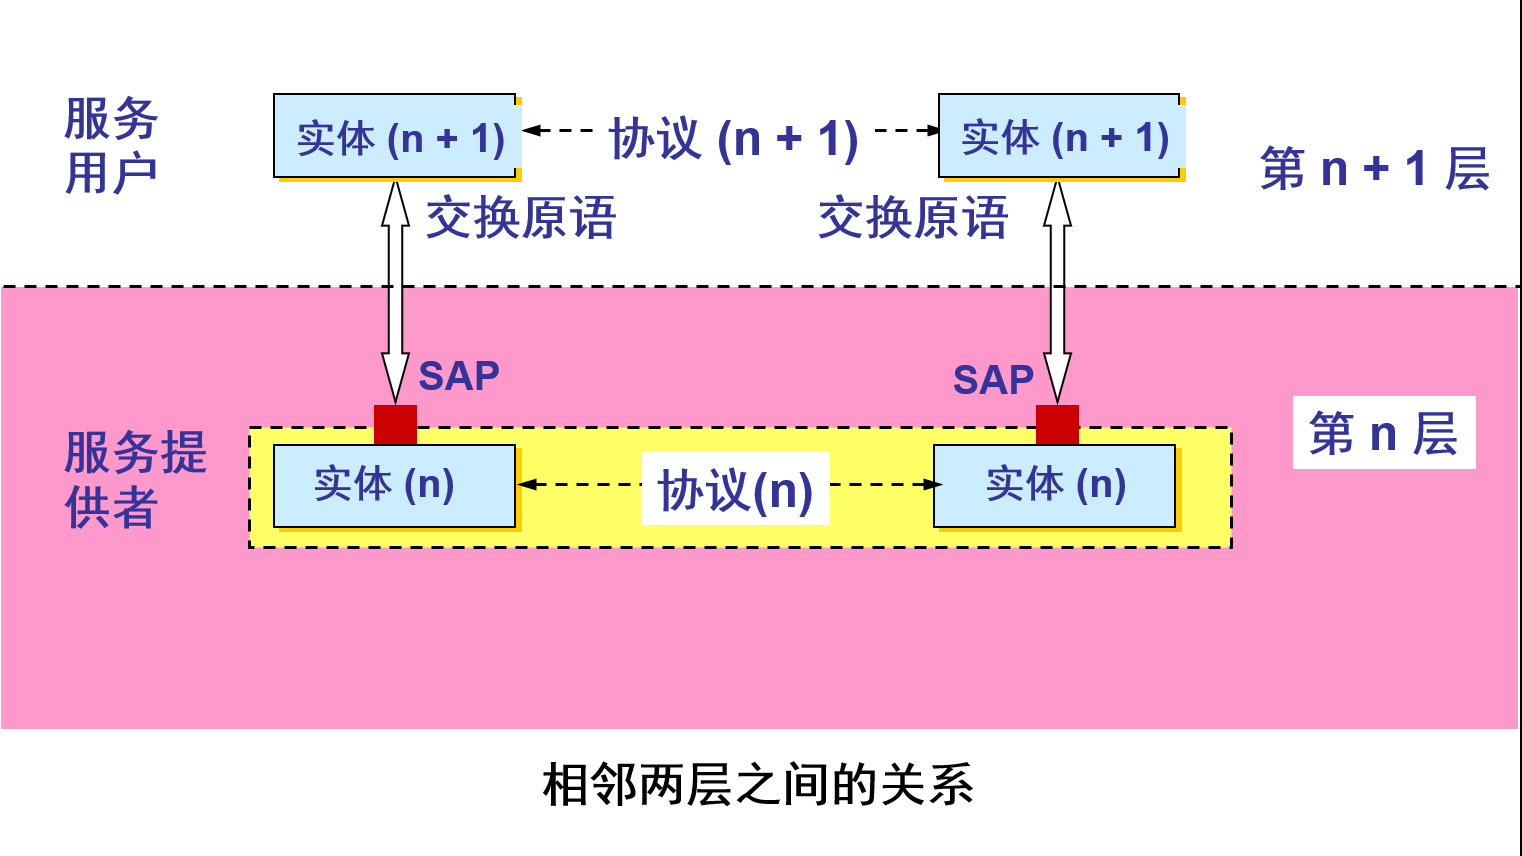 服务
用户
实体 (n + 1)
协议 (n + 1)
实体 (n + 1)
第 n + 1 层
交换原语
交换原语
SAP
SAP
服务提
供者
实体 (n)
协议(n)
实体 (n)
第 n 层
相邻两层之间的关系